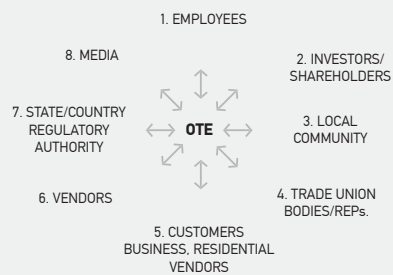 1. EMPLOYEES
2. INVESTORS/
SHAREHOLDERS
3. LOCAL
COMMUNITY
4. TRADE UNION
BODIES/REPs.
5. CUSTOMERS
BUSINESS, RESIDENTIAL
VENDORS
6. VENDORS
7. STATE/COUNTRY
REGULATORY
AUTHORITY
8. MEDIA
OTE